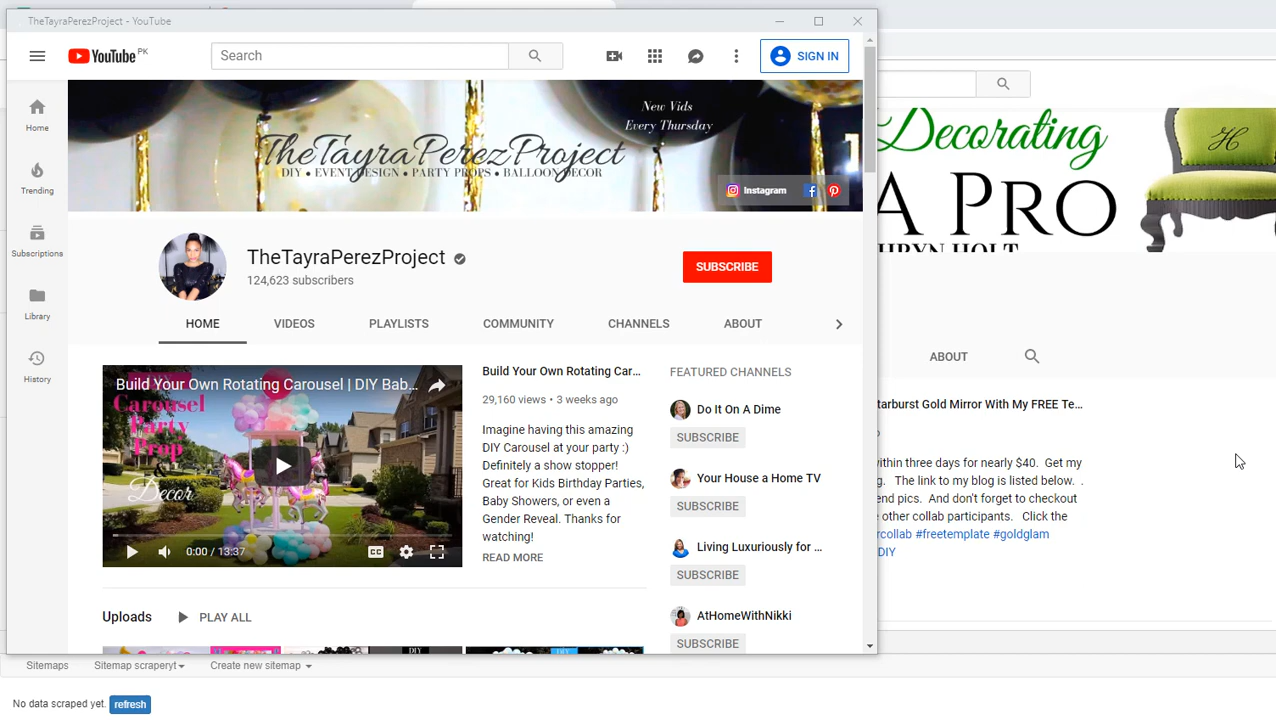 TheTayraPerezProject - YouTube
YouTube PK
Search
SIGN IN
Home
Trending
Subscriptions
Library
History
New Vids
Every Thursday
TheTayraPerezProject
DIY • EVENT DESIGN • PARTY PROPS • BALLOON DECOR
Instagram
TheTayraPerezProject
124,623 subscribers
SUBSCRIBE
HOME
VIDEOS
PLAYLISTS
COMMUNITY
CHANNELS
ABOUT
Build Your Own Rotating Carousel | DIY Bab...
Carousel
Party
Prop
Decor
0:00 / 13:37
CC
Build Your Own Rotating Car...
29,160 views • 3 weeks ago
Imagine having this amazing
DIY Carousel at your party :)
Definitely a show stopper!
Great for Kids Birthday Parties,
Baby Showers, or even a
Gender Reveal. Thanks for
watching!
READ MORE
FEATURED CHANNELS
Do It On A Dime
SUBSCRIBE
Your House a Home TV
SUBSCRIBE
Living Luxuriously for ...
SUBSCRIBE
AtHomeWithNikki
SUBSCRIBE
Uploads
PLAY ALL
DIY
Decorating
A PRO
HRYN HOLT
H
ABOUT
tarburst Gold Mirror With My FREE Te...
within three days for nearly $40. Get my
g. The link to my blog is listed below. .
end pics. And don't forget to checkout
e other collab participants. Click the
rcollab #freetemplate #goldglam
DIY
Sitemaps
Sitemap scraperyt
Create new sitemap
No data scraped yet.
refresh